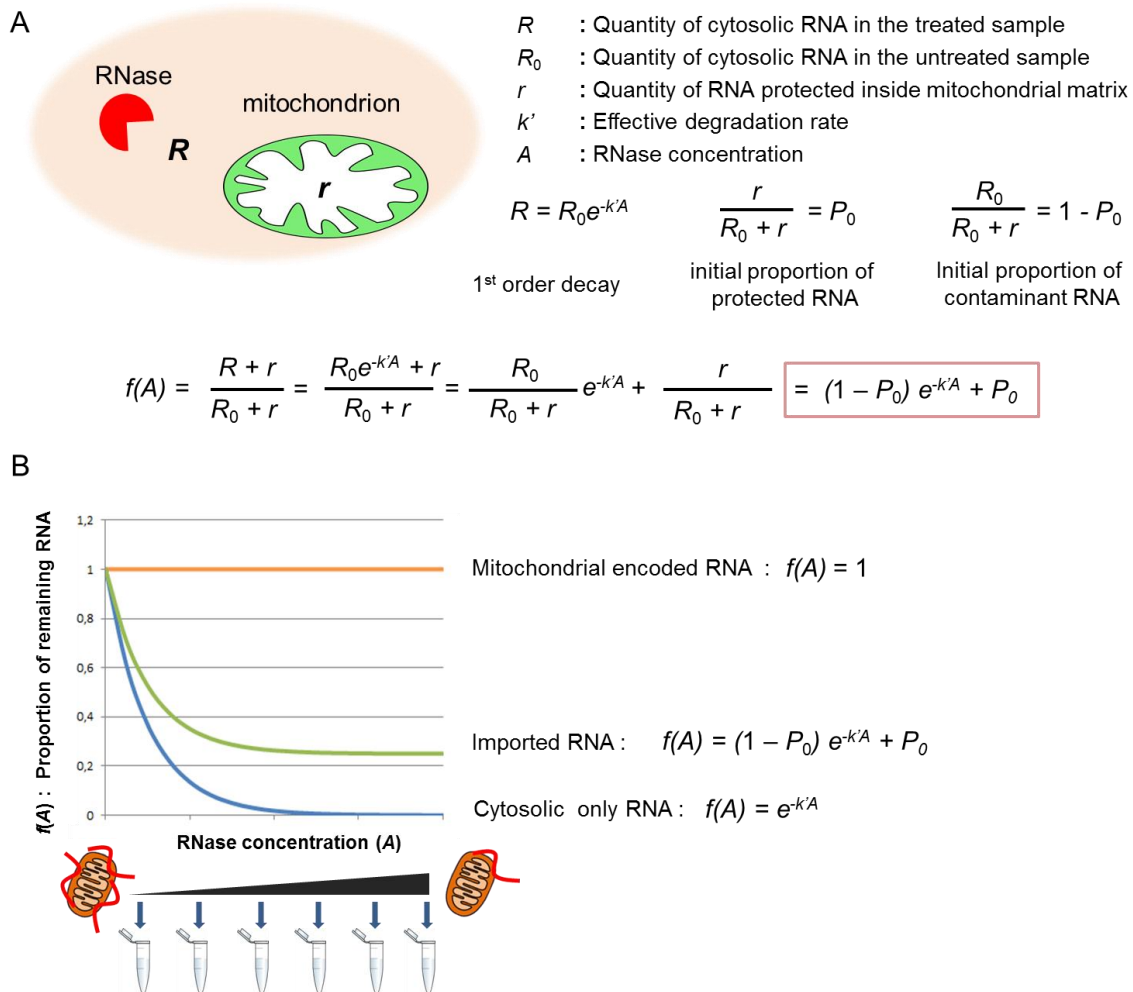 A
RNase
mitochondrion
R
r
R : Quantity of cytosolic RNA in the treated sample
R0 : Quantity of cytosolic RNA in the untreated sample
r : Quantity of RNA protected inside mitochondrial matrix
k' : Effective degradation rate
A : RNase concentration
R = R0e-k'A
r / R0 + r = P0
R0 / R0 + r = 1 - P0
1st order decay
initial proportion of
protected RNA
Initial proportion of
contaminant RNA
f(A) = R + r / R0 + r = R0e-k'A + r / R0 + r = R0 / R0 + r e-k'A + r / R0 + r = (1 – P0) e-k'A + P0
B
f(A) : Proportion of remaining RNA
1,2
1
0,8
0,6
0,4
0,2
0
RNase concentration (A)
Mitochondrial encoded RNA : f(A) = 1
Imported RNA : f(A) = (1 – P0) e-k'A + P0
Cytosolic only RNA : f(A) = e-k'A